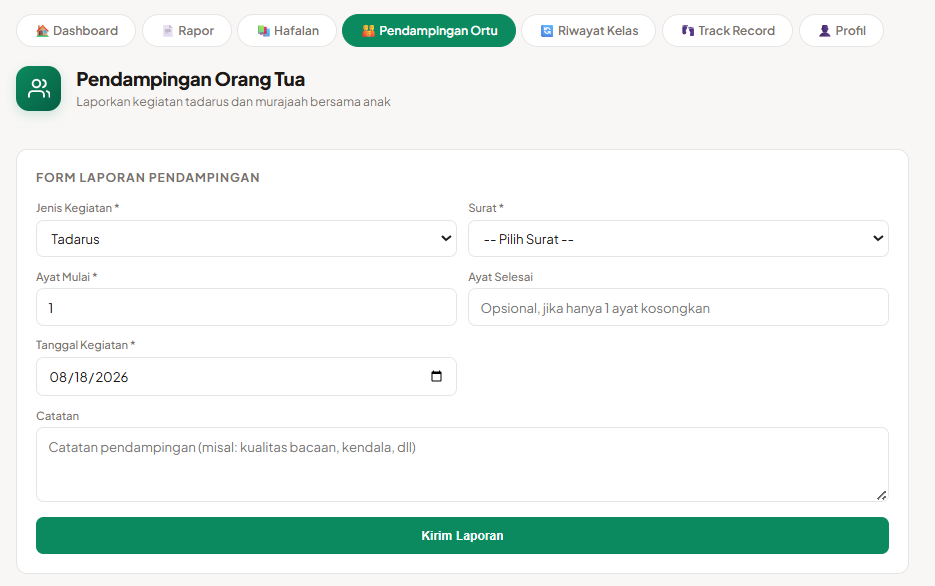 Dashboard Rapor Hafalan Pendampingan Ortu Riwayat Kelas Track Record Profil
Pendampingan Orang Tua
Laporkan kegiatan tadarus dan murajaah bersama anak
FORM LAPORAN PENDAMPINGAN
Jenis Kegiatan * Surat *
Tadarus -- Pilih Surat --
Ayat Mulai * Ayat Selesai
1 Opsional, jika hanya 1 ayat kosongkan
Tanggal Kegiatan *
08/18/2026
Catatan
Catatan pendampingan (misal: kualitas bacaan, kendala, dll)
Kirim Laporan